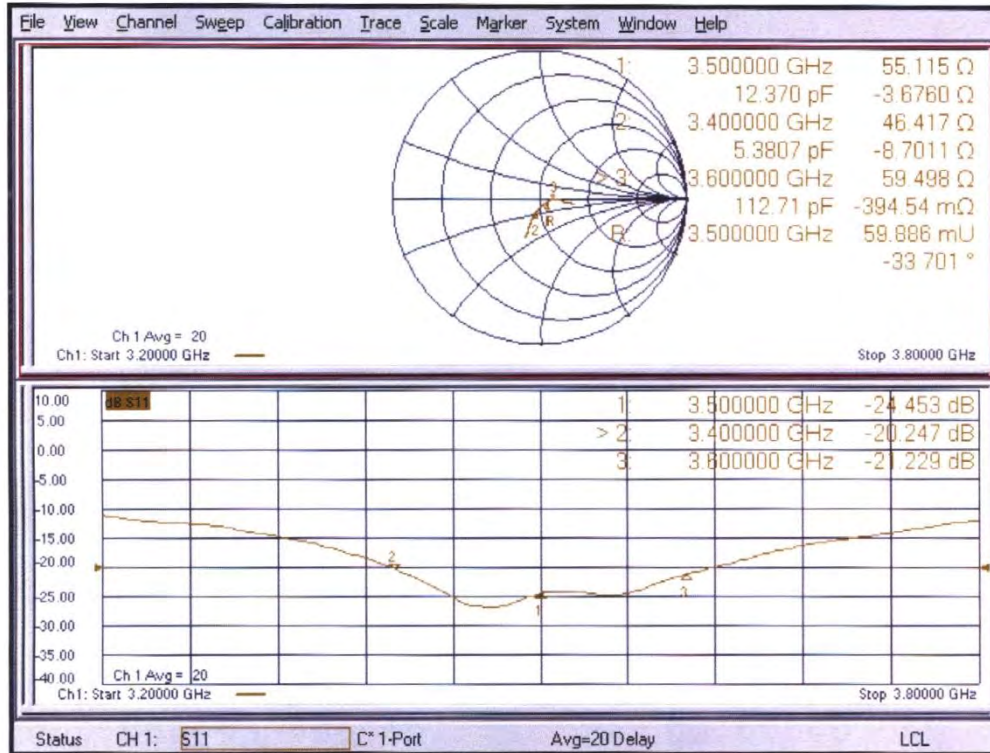 File View Channel Sweep Calibration Trace Scale Marker System Window Help
1: 3.500000 GHz 55.115 Ω
12.370 pF -3.6760 Ω
2: 3.400000 GHz 46.417 Ω
5.3807 pF -8.7011 Ω
> 3: 3.600000 GHz 59.498 Ω
112.71 pF -394.54 mΩ
R: 3.500000 GHz 59.886 mU
-33.701 °
R
2
Ch 1 Avg = 20
Ch1: Start 3.20000 GHz Stop 3.80000 GHz
dB S11
1: 3.500000 GHz -24.453 dB
> 2: 3.400000 GHz -20.247 dB
3: 3.600000 GHz -21.229 dB
10.00
5.00
0.00
-5.00
-10.00
-15.00
-20.00
-25.00
-30.00
-35.00
-40.00
2
1
3
Ch 1 Avg = 20
Ch1: Start 3.20000 GHz Stop 3.80000 GHz
Status CH 1: S11 C* 1-Port Avg=20 Delay LCL